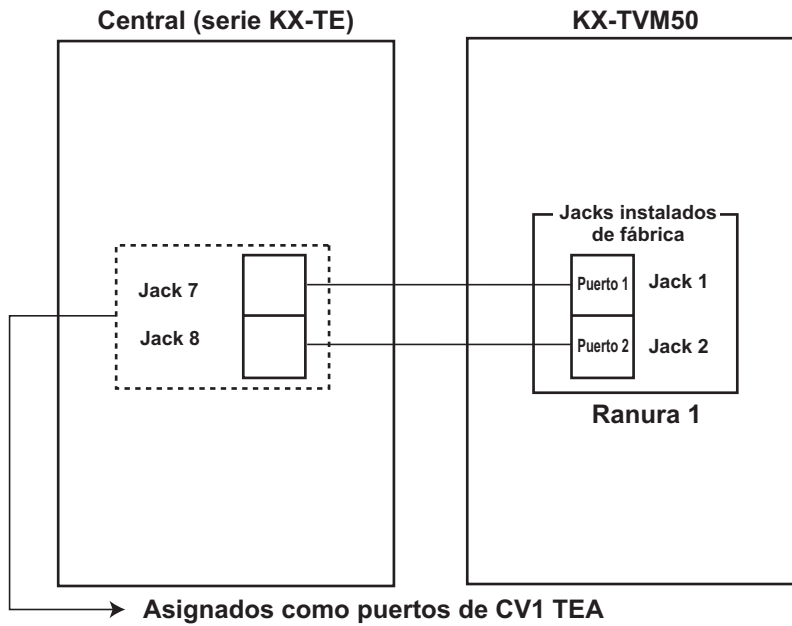 Central (serie KX-TE)
KX-TVM50
Jacks instalados
de fábrica
Jack 7
Puerto 1
Jack 1
Jack 8
Puerto 2
Jack 2
Ranura 1
Asignados como puertos de CV1 TEA